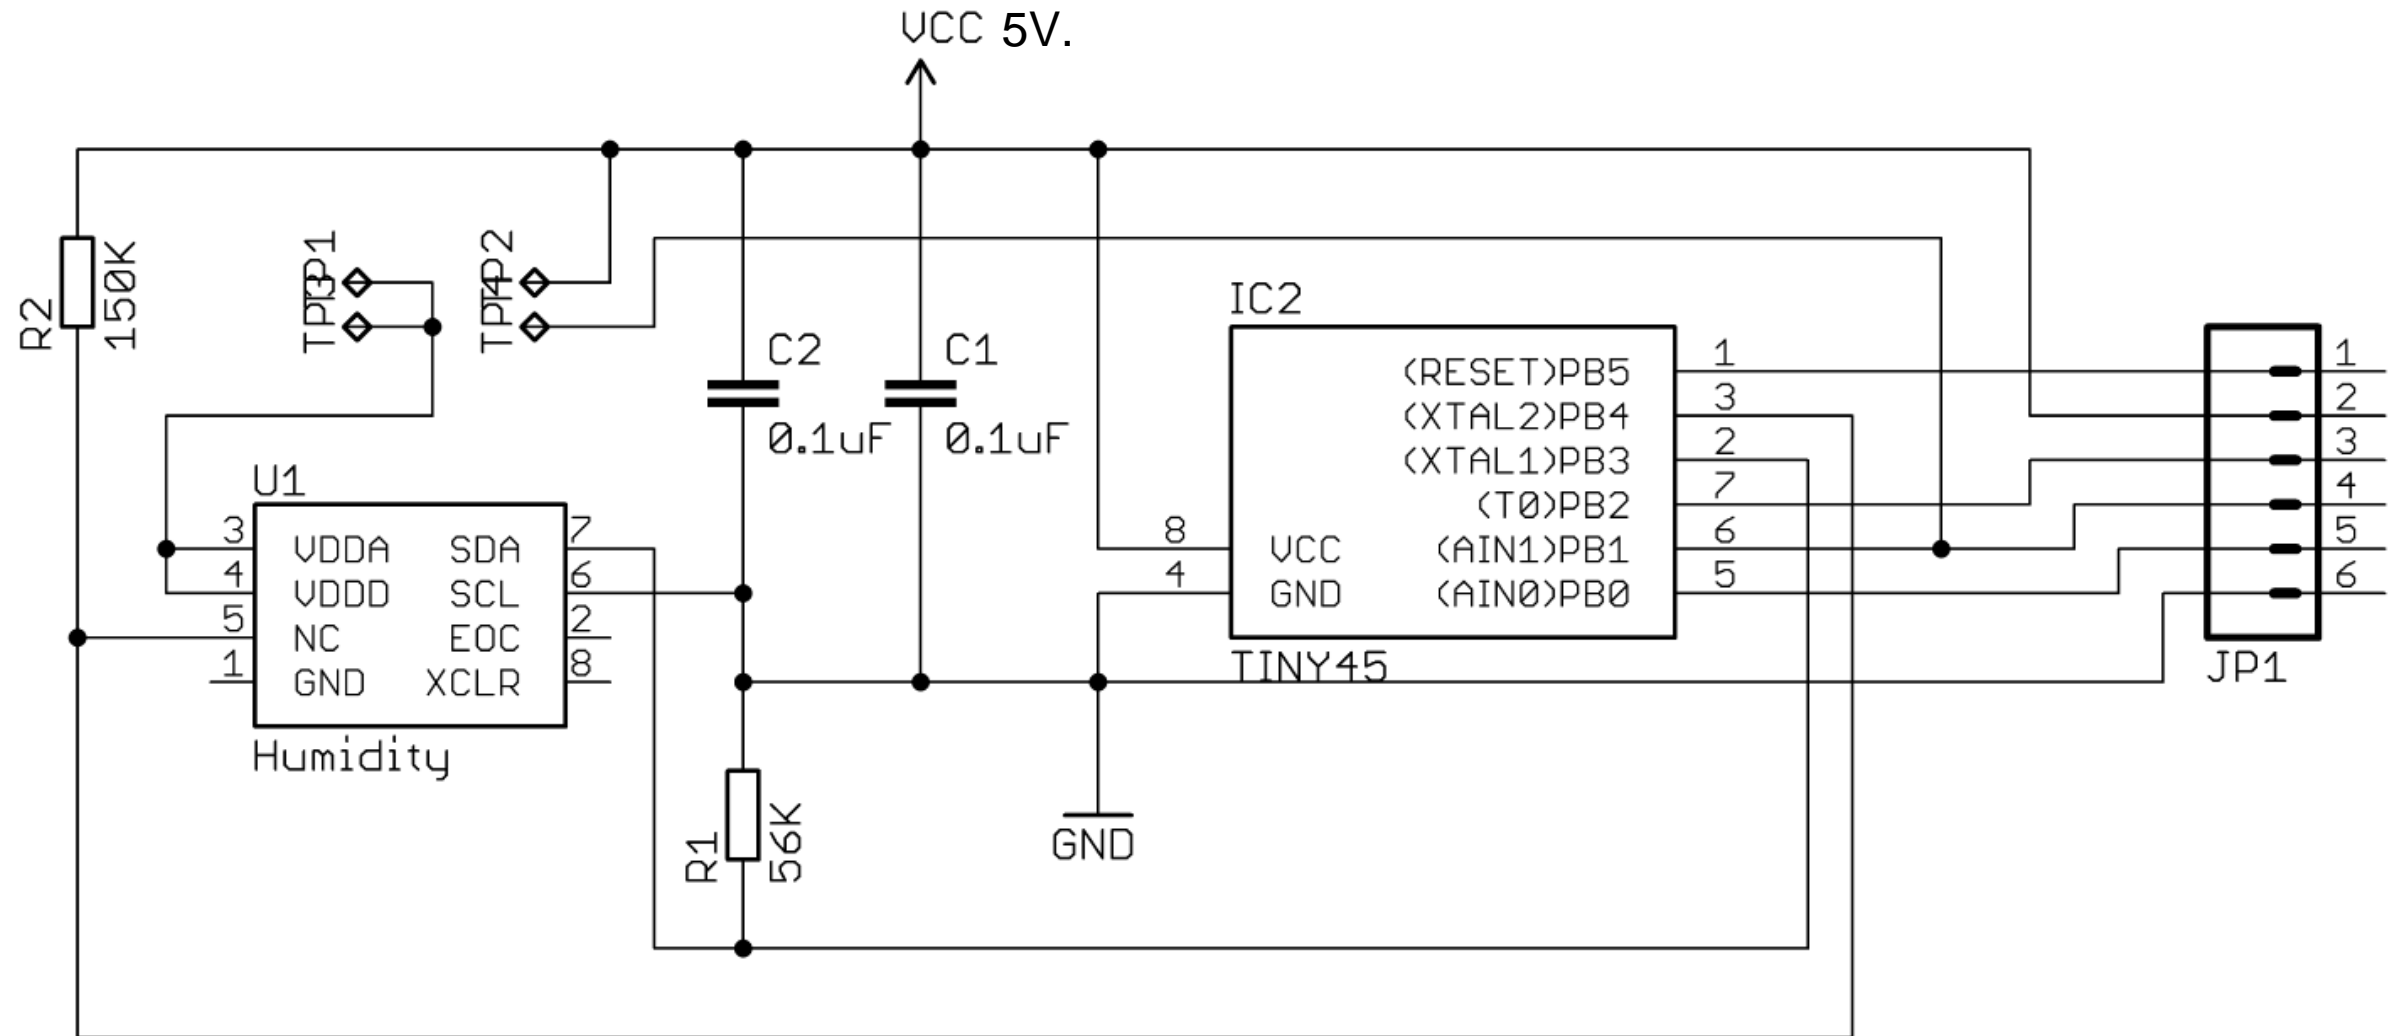 VCC 5V.
R2
150K
TP1
TP3
TP2
TP4
C2
0.1uF
C1
0.1uF
IC2
(RESET)PB5 1
(XTAL2)PB4 3
(XTAL1)PB3 2
(T0)PB2 7
8 VCC (AIN1)PB1 6
4 GND (AIN0)PB0 5
TINY45
1
2
3
4
5
6
JP1
U1
3 VDDA SDA 7
4 VDDD SCL 6
5 NC EOC 2
1 GND XCLR 8
Humidity
R1
56K
GND